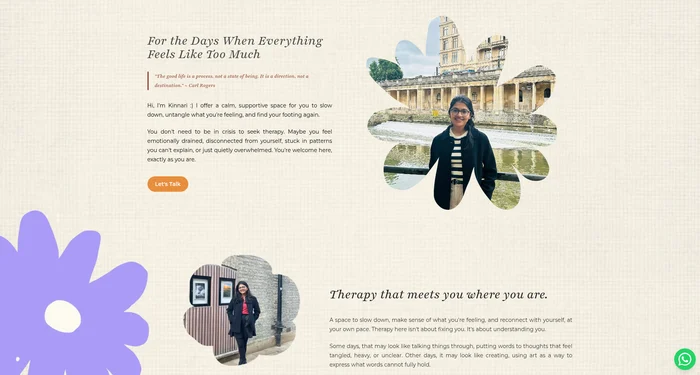 For the Days When Everything
Feels Like Too Much
"The good life is a process, not a state of being. It is a direction, not a
destination." – Carl Rogers
Hi, I'm Kinnari :) I offer a calm, supportive space for you to slow
down, untangle what you're feeling, and find your footing again.
You don't need to be in crisis to seek therapy. Maybe you feel
emotionally drained, disconnected from yourself, stuck in patterns
you can't explain, or just quietly overwhelmed. You're welcome here,
exactly as you are.
Let's Talk
Therapy that meets you where you are.
A space to slow down, make sense of what you're feeling, and reconnect with yourself, at
your own pace. Therapy here isn't about fixing you. It's about understanding you.
Some days, that may look like talking things through, putting words to thoughts that feel
tangled, heavy, or unclear. Other days, it may look like creating, using art as a way to
express what words cannot fully hold.